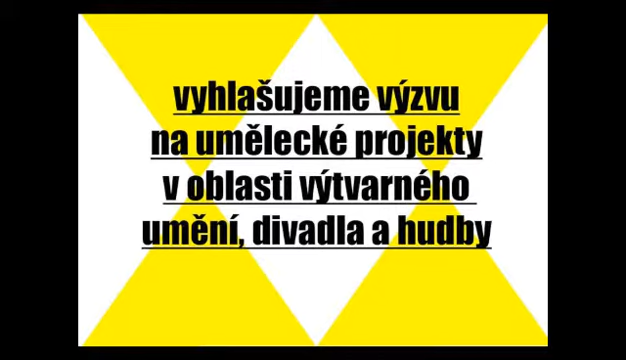 vyhlašujeme výzvu
na umělecké projekty
v oblasti výtvarného
umění, divadla a hudby